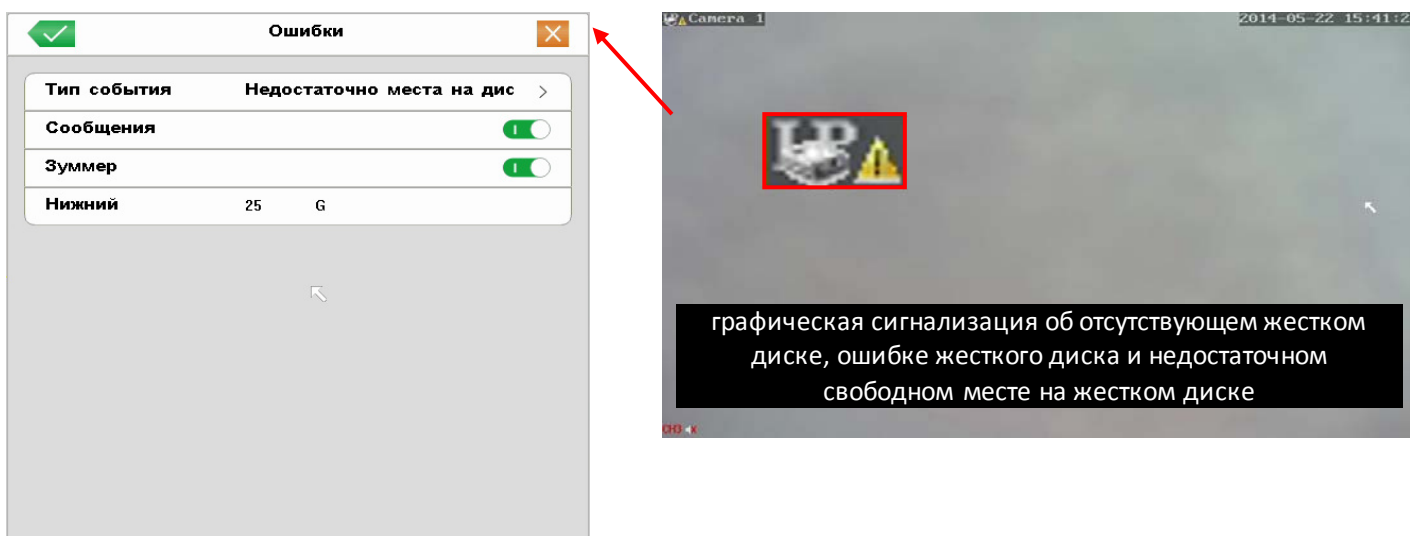 Ошибки
Тип события Недостаточно места на дис
Сообщения
Зуммер
Нижний 25 G
Camera 1 2014-05-22 15:41:2
графическая сигнализация об отсутствующем жестком
диске, ошибке жесткого диска и недостаточном
свободном месте на жестком диске